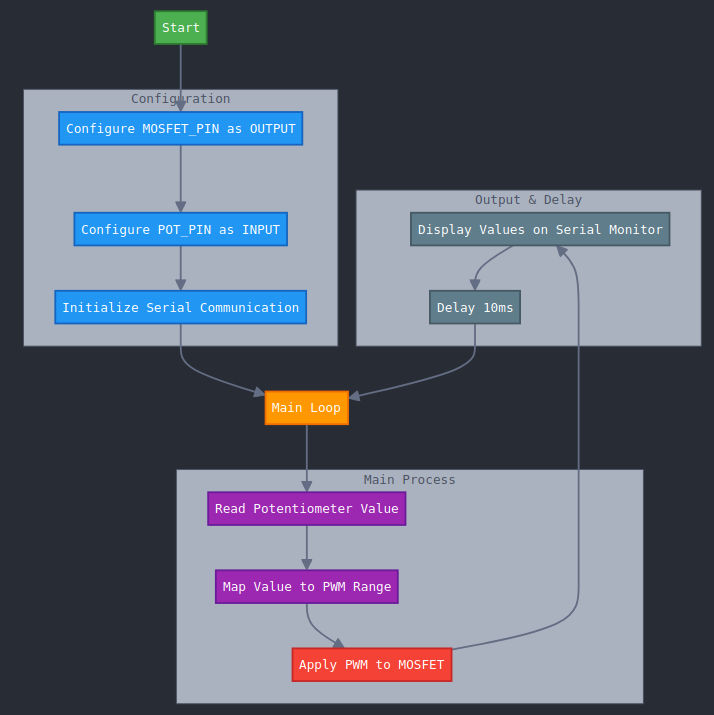 Start
Configuration
Configure MOSFET_PIN as OUTPUT
Configure POT_PIN as INPUT
Initialize Serial Communication
Output & Delay
Display Values on Serial Monitor
Delay 10ms
Main Loop
Main Process
Read Potentiometer Value
Map Value to PWM Range
Apply PWM to MOSFET